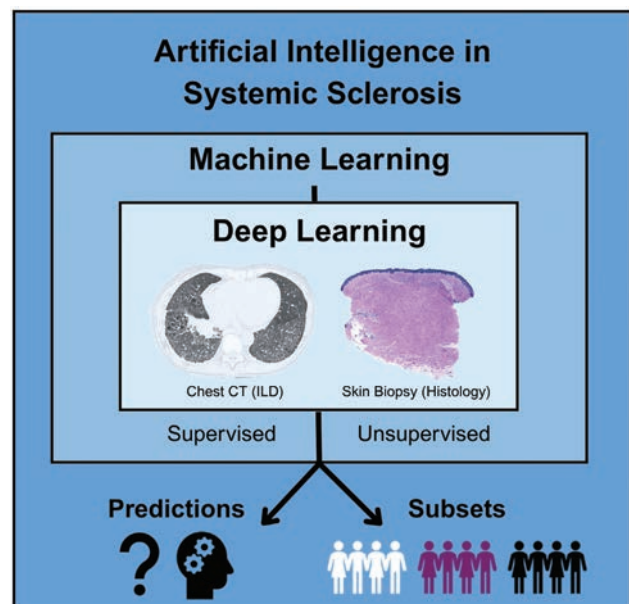 Artificial Intelligence in
Systemic Sclerosis
Machine Learning
Deep Learning
Chest CT (ILD)
Skin Biopsy (Histology)
Supervised
Unsupervised
Predictions
Subsets
?